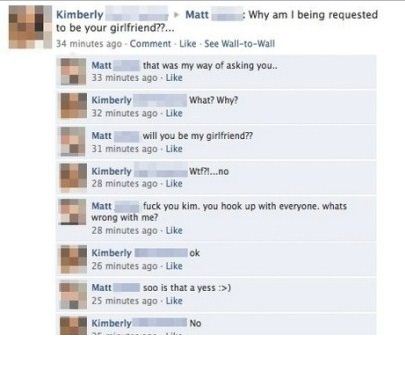 Kimberly ▸ Matt : Why am I being requested
to be your girlfriend??...
34 minutes ago · Comment · Like · See Wall-to-Wall
Matt that was my way of asking you..
33 minutes ago · Like
Kimberly What? Why?
32 minutes ago · Like
Matt will you be my girlfriend??
31 minutes ago · Like
Kimberly Wtf?!...no
28 minutes ago · Like
Matt fuck you kim. you hook up with everyone. whats
wrong with me?
28 minutes ago · Like
Kimberly ok
26 minutes ago · Like
Matt soo is that a yess :>)
25 minutes ago · Like
Kimberly No